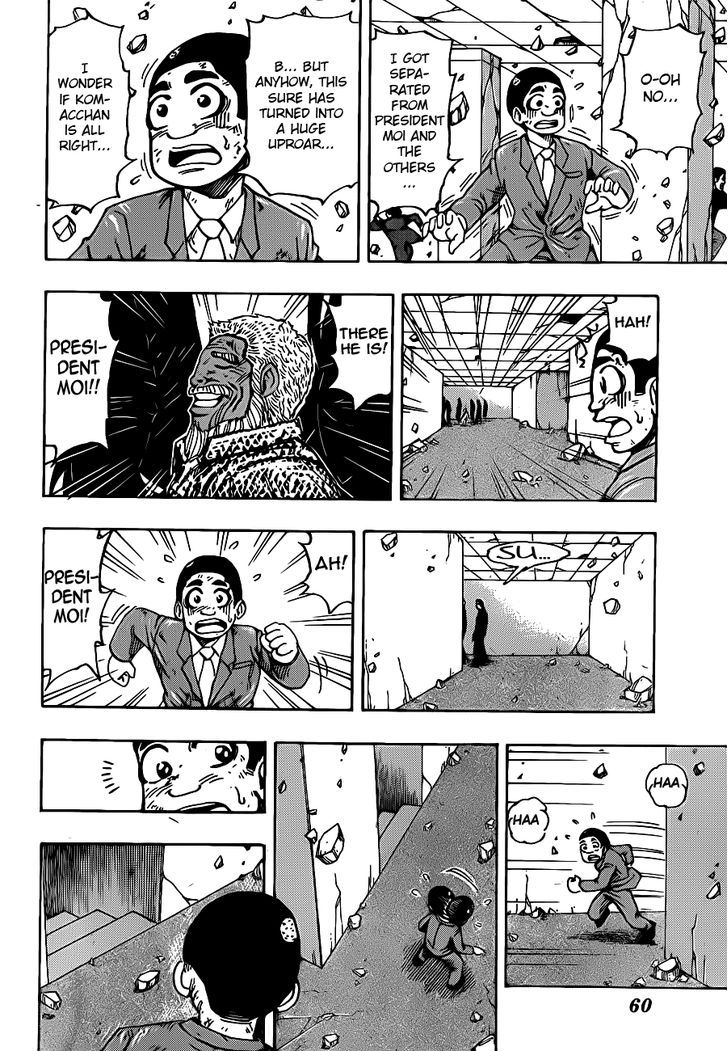 O-OH
NO...
I GOT
SEPA-
RATED
FROM
PRESIDENT
MOI AND
THE
OTHERS
...
B... BUT
ANYHOW, THIS
SURE HAS
TURNED INTO
A HUGE
UPROAR...
I
WONDER
IF KOM-
ACCHAN
IS ALL
RIGHT...
HAH!
THERE
HE IS!
PRESI-
DENT
MOI!!
SU...
AH!
PRESI-
DENT
MOI!
HAA
HAA
60